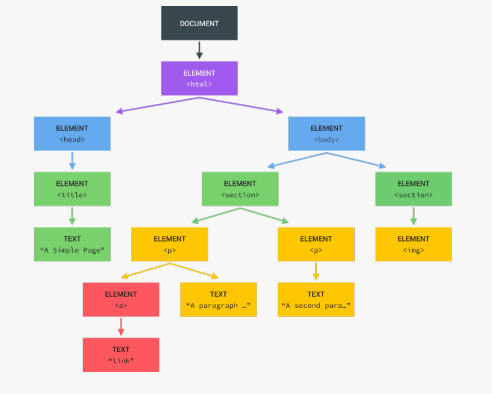 DOCUMENT
ELEMENT
<html>
ELEMENT
<head>
ELEMENT
<body>
ELEMENT
<title>
ELEMENT
<section>
ELEMENT
<section>
TEXT
“A Simple Page”
ELEMENT
<p>
ELEMENT
<p>
ELEMENT
<img>
ELEMENT
<a>
TEXT
“A paragraph …”
TEXT
“A second para…”
TEXT
“link”